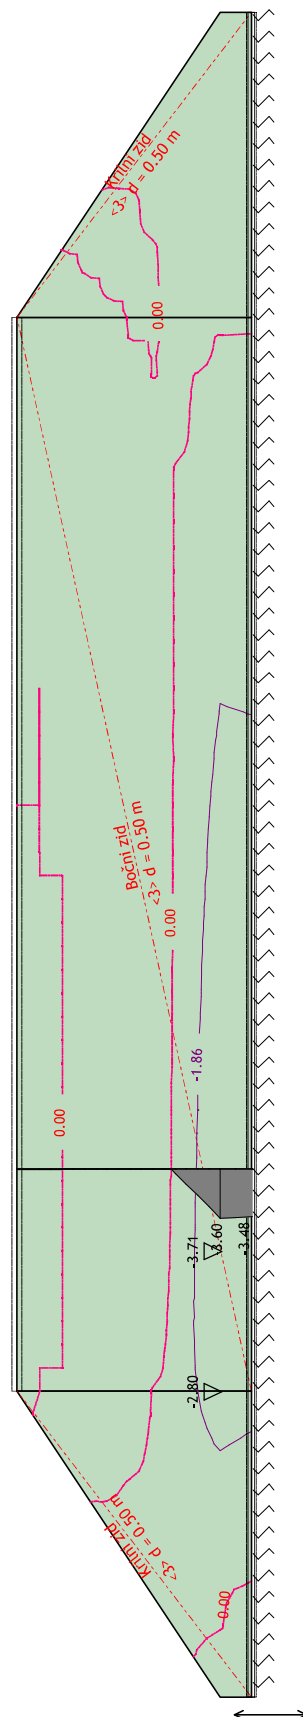 Krilni zid
<3> d = 0.50 m
0.00
Bočni zid
<3> d = 0.50 m
0.00
-1.86
0.00
-3.71
-3.60
-3.48
-2.80
Krilni zid
<3> d = 0.50 m
0.00